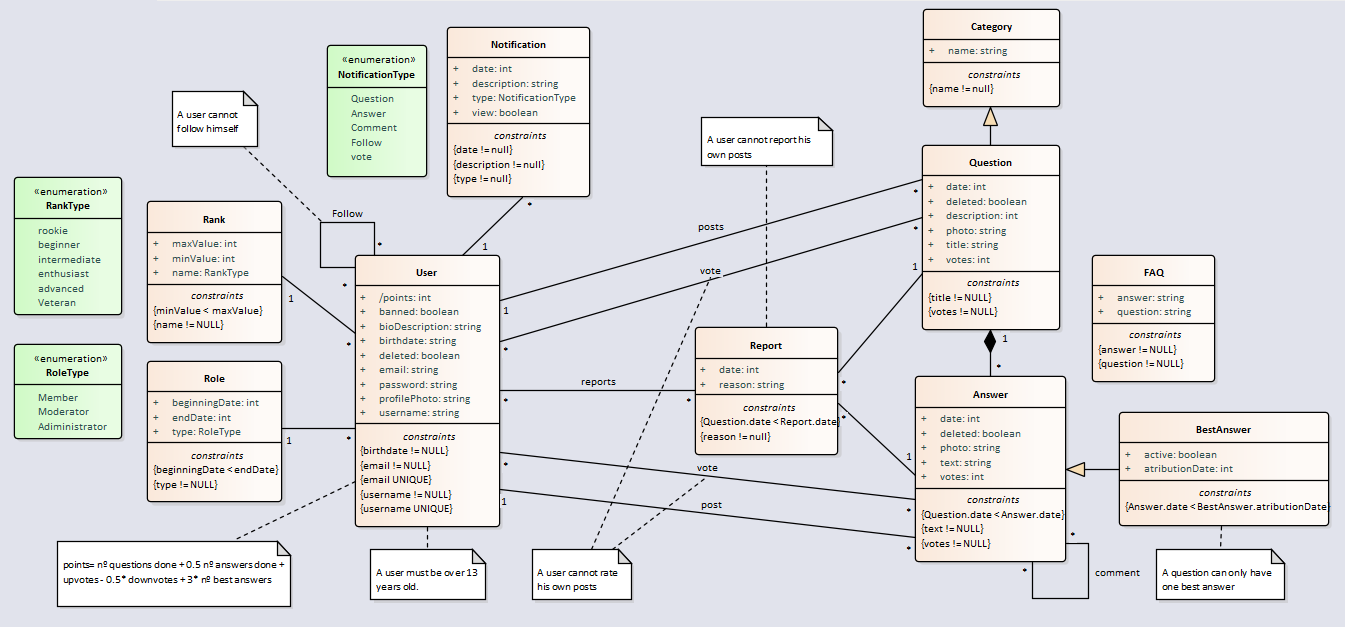 Notification
+ date: int
+ description: string
+ type: NotificationType
+ view: boolean
constraints
{date != null}
{description != null}
{type != null}
«enumeration»
NotificationType
Question
Answer
Comment
Follow
vote
A user cannot
follow himself
Category
+ name: string
constraints
{name != null}
A user cannot report his
own posts
Question
+ date: int
+ deleted: boolean
+ description: int
+ photo: string
+ title: string
+ votes: int
constraints
{title != NULL}
{votes != NULL}
«enumeration»
RankType
rookie
beginner
intermediate
enthusiast
advanced
Veteran
Rank
+ maxValue: int
+ minValue: int
+ name: RankType
constraints
{minValue < maxValue}
{name != NULL}
Follow
*
*
*
1
posts
vote
*
*
1
1
*
User
+ /points: int
+ banned: boolean
+ bioDescription: string
+ birthdate: string
+ deleted: boolean
+ email: string
+ password: string
+ profilePhoto: string
+ username: string
constraints
{birthdate != NULL}
{email != NULL}
{email UNIQUE}
{username != NULL}
{username UNIQUE}
1
*
reports
*
*
Report
+ date: int
+ reason: string
constraints
{Question.date < Report.date}
{reason != null}
*
*
FAQ
+ answer: string
+ question: string
constraints
{answer != NULL}
{question != NULL}
1
*
«enumeration»
RoleType
Member
Moderator
Adiministrator
Role
+ beginningDate: int
+ endDate: int
+ type: RoleType
constraints
{beginningDate < endDate}
{type != NULL}
1
*
Answer
+ date: int
+ deleted: boolean
+ photo: string
+ text: string
+ votes: int
constraints
{Question.date < Answer.date}
{text != NULL}
{votes != NULL}
1
BestAnswer
+ active: boolean
+ atributionDate: int
constraints
{Answer.date < BestAnswer.atributionDate}
*
vote
*
1
post
*
*
comment
*
points= nº questions done + 0.5 nº answers done +
upvotes - 0.5* downvotes + 3* nº best answers
A user must be over 13
years old.
A user cannot rate
his own posts
A question can only have
one best answer